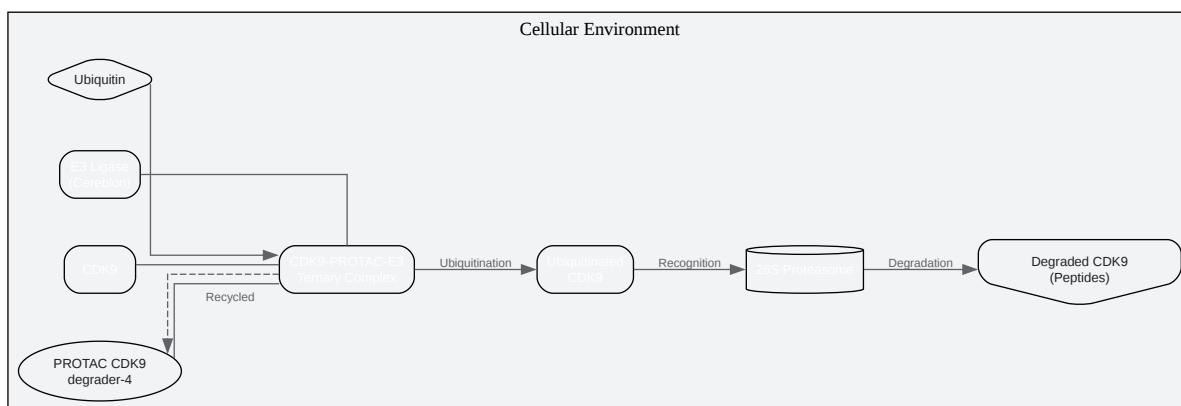 Cellular Environment
Ubiquitin
E3 Ligase
(Cereblon)
CDK9
CDK9-PROTAC-E3
Ternary Complex
Ubiquitination
Ubiquitinated
CDK9
Recognition
26S Proteasome
Degradation
Degraded CDK9
(Peptides)
Recycled
PROTAC CDK9
degrader-4